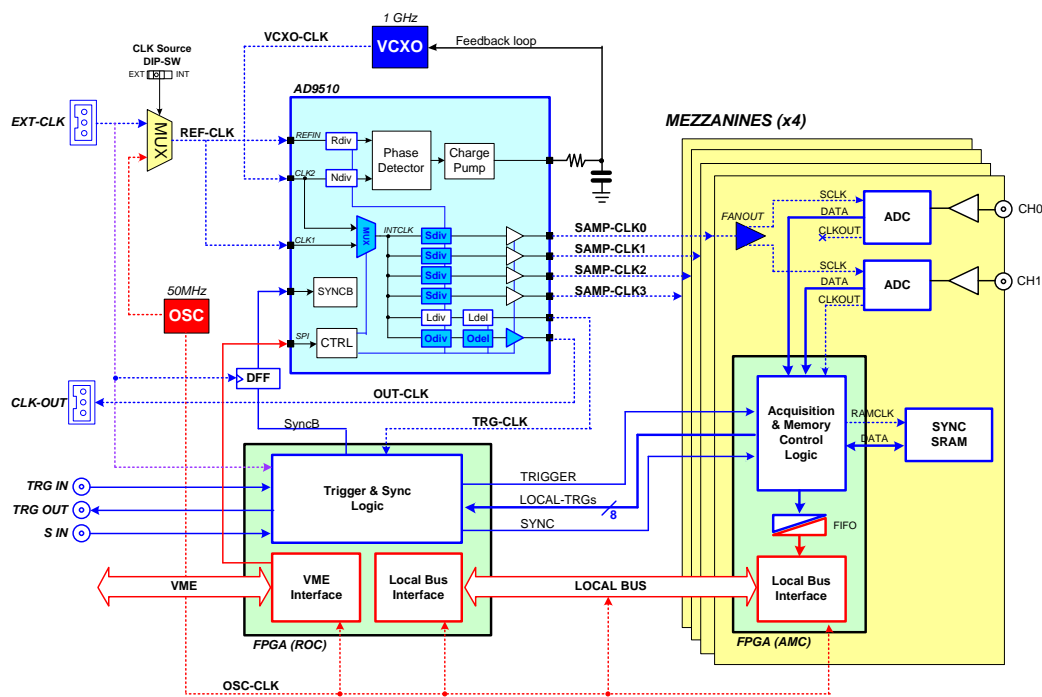 1 GHz
VCXO-CLK
VCXO
Feedback loop
CLK Source
DIP-SW
EXT INT
AD9510
EXT-CLK
MUX
REF-CLK
REFIN
Rdiv
Phase
Detector
Charge
Pump
CLK2
Ndiv
MUX
CLK1
INTCLK
Sdiv
Sdiv
Sdiv
Sdiv
Ldiv
Ldel
Odiv
Odel
SYNCB
SPI
CTRL
SAMP-CLK0
SAMP-CLK1
SAMP-CLK2
SAMP-CLK3
MEZZANINES (x4)
FANOUT
SCLK
DATA
CLKOUT
ADC
CH0
SCLK
DATA
CLKOUT
ADC
CH1
50MHz
OSC
DFF
CLK-OUT
OUT-CLK
SyncB
TRG-CLK
TRG IN
TRG OUT
S IN
Trigger & Sync
Logic
TRIGGER
LOCAL-TRGs
8
SYNC
Acquisition
& Memory
Control
Logic
RAMCLK
DATA
SYNC
SRAM
FIFO
VME
VME
Interface
Local Bus
Interface
LOCAL BUS
Local Bus
Interface
FPGA (ROC)
FPGA (AMC)
OSC-CLK